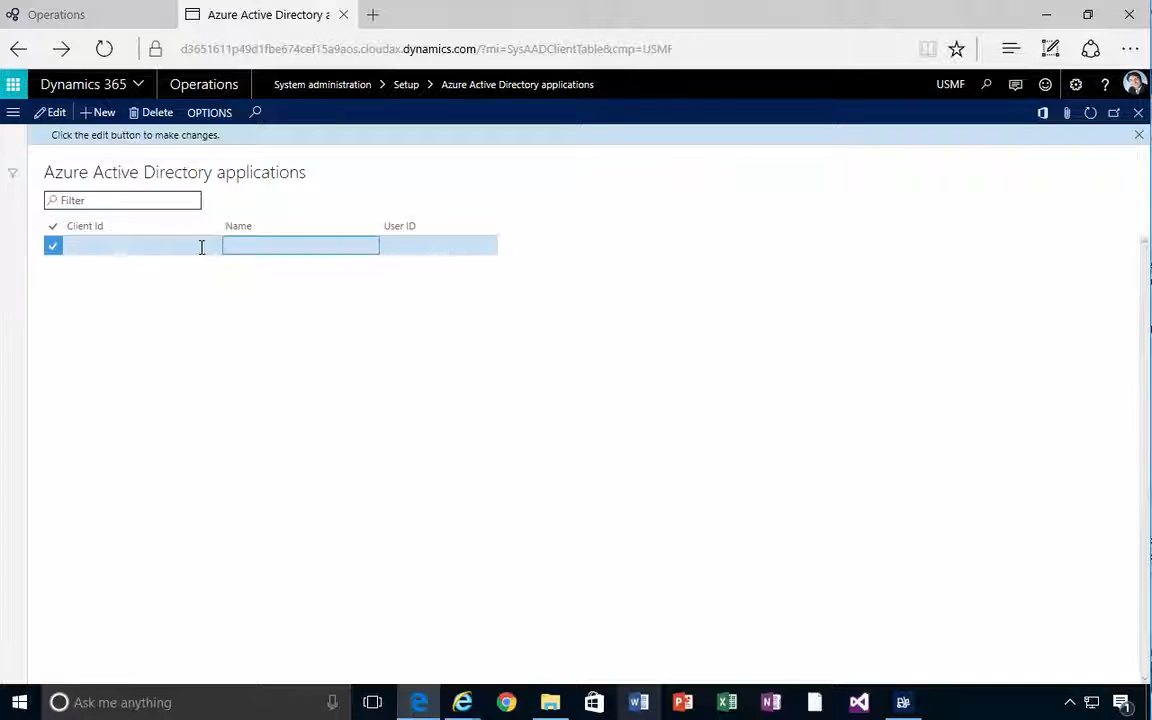 Operations
Azure Active Directory a
d3651611p49d1fbe674cef15a9aos.cloudax.dynamics.com/?mi=SysAADClientTable&cmp=USMF
Dynamics 365
Operations
System administration > Setup > Azure Active Directory applications
USMF
?
Edit
+ New
Delete
OPTIONS
Click the edit button to make changes.
Azure Active Directory applications
Filter
Client Id
Name
User ID
Ask me anything